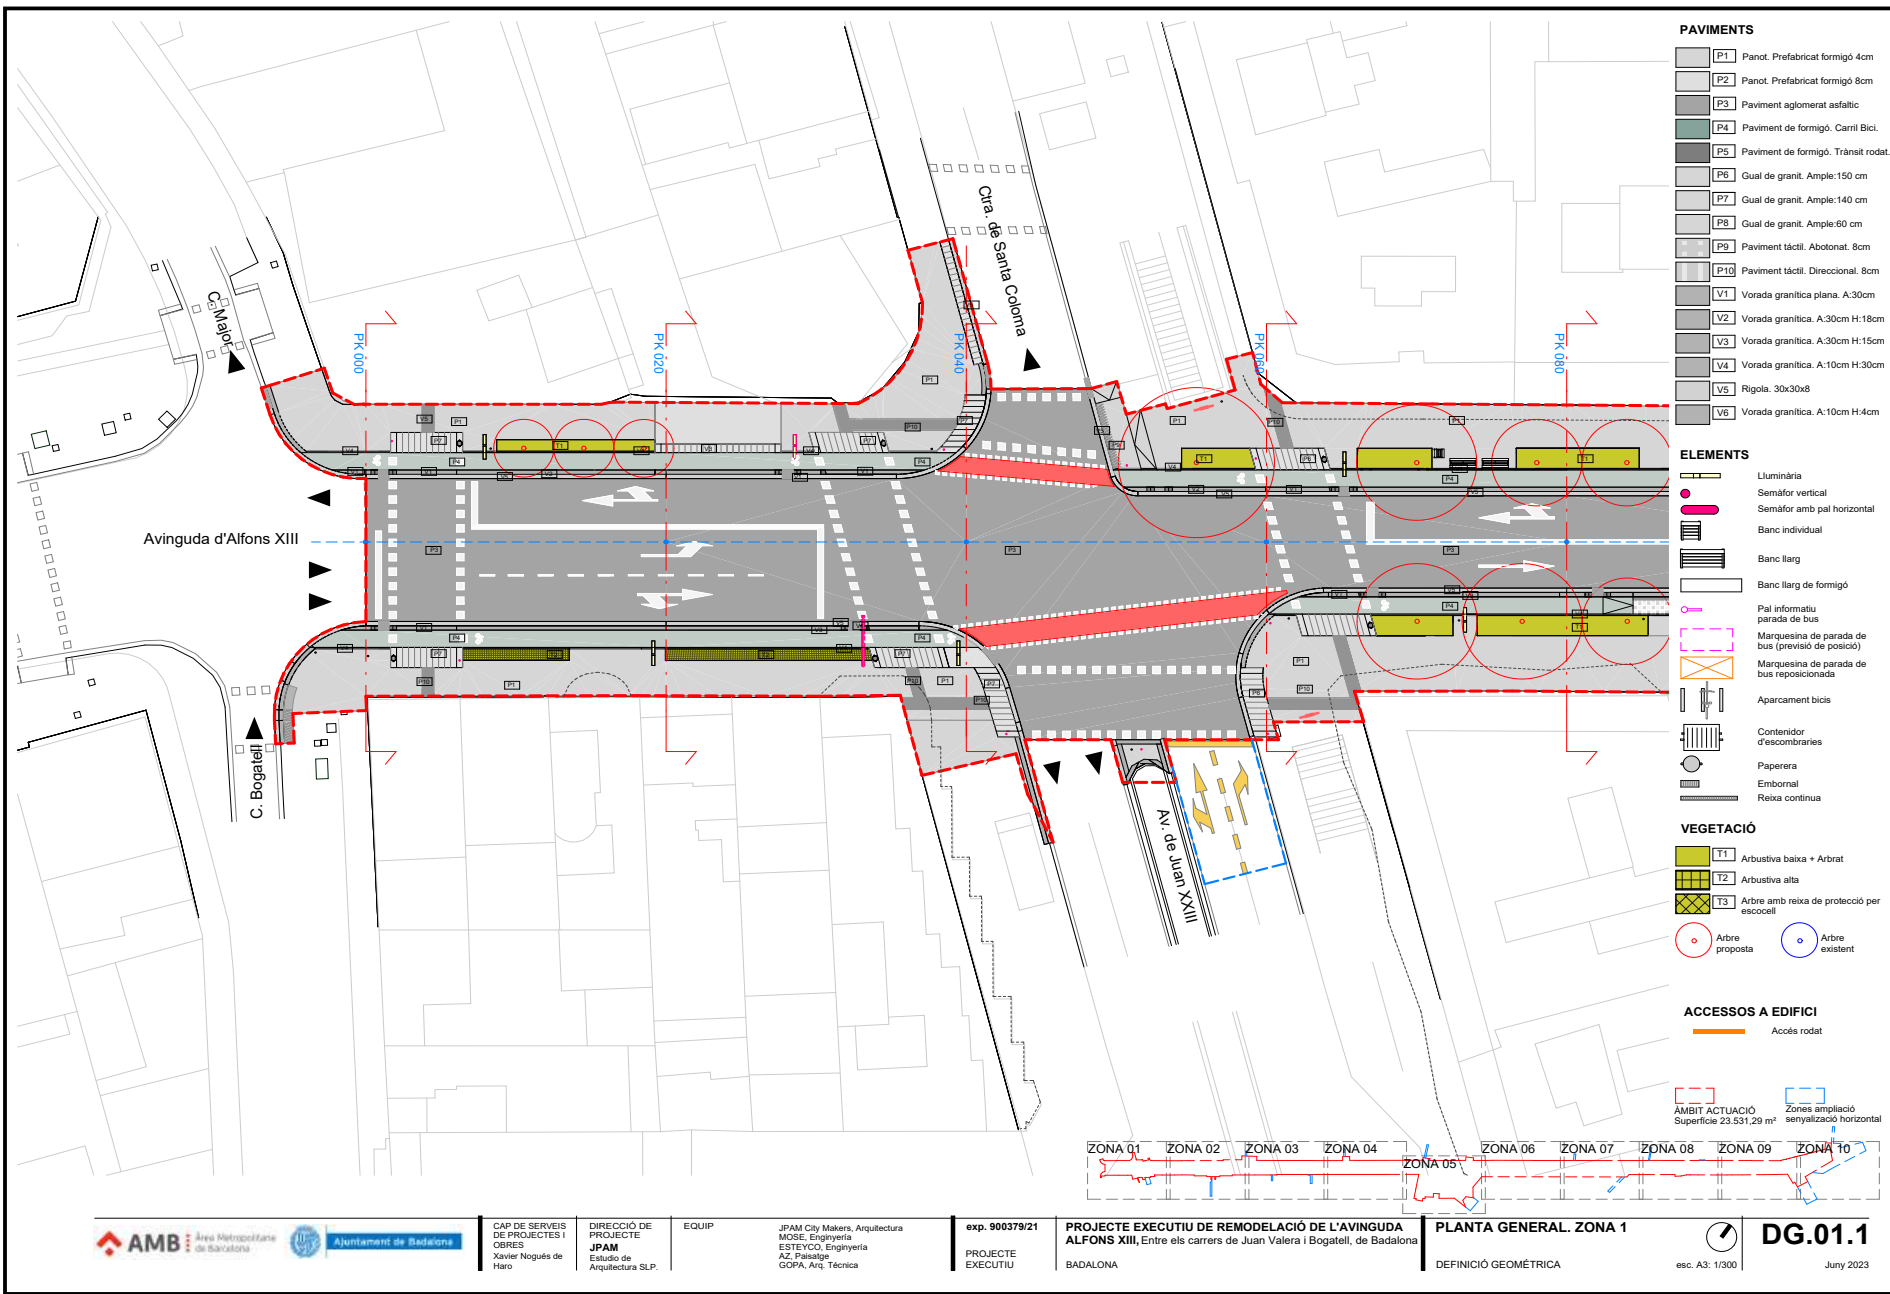 PAVIMENTS
P1 Panot. Prefabricat formigó 4cm
P2 Panot. Prefabricat formigó 8cm
P3 Paviment aglomerat asfaltic
P4 Paviment de formigó. Carril Bici.
P5 Paviment de formigó. Trànsit rodat.
P6 Gual de granit. Ample:150 cm
P7 Gual de granit. Ample:140 cm
P8 Gual de granit. Ample:60 cm
P9 Paviment táctil. Abotonat. 8cm
P10 Paviment táctil. Direccional. 8cm
V1 Vorada granítica plana. A:30cm
V2 Vorada granítica. A:30cm H:18cm
V3 Vorada granítica. A:30cm H:15cm
V4 Vorada granítica. A:10cm H:30cm
V5 Rigola. 30x30x8
V6 Vorada granítica. A:10cm H:4cm
ELEMENTS
Lluminària
Semàfor vertical
Semàfor amb pal horizontal
Banc individual
Banc llarg
Banc llarg de formigó
Pal informatiu
parada de bus
Marquesina de parada de
bus (previsió de posició)
Marquesina de parada de
bus reposicionada
Aparcament bicis
Contenidor
d'escombraries
Paperera
Embornal
Reixa continua
VEGETACIÓ
T1 Arbustiva baixa + Arbrat
T2 Arbustiva alta
T3 Arbre amb reixa de protecció per
escocell
Arbre
proposta
Arbre
existent
ACCESSOS A EDIFICI
Accés rodat
ÀMBIT ACTUACIÓ
Superfície 23.531,29 m²
Zones ampliació
senyalizació horizontal
C. Major
Ctra. de Santa Coloma
PK 000
PK 020
PK 040
PK 060
PK 080
Avinguda d'Alfons XIII
C. Bogatell
Av. de Juan XXIII
ZONA 01
ZONA 02
ZONA 03
ZONA 04
ZONA 05
ZONA 06
ZONA 07
ZONA 08
ZONA 09
ZONA 10
AMB Àrea Metropolitana
de Barcelona
Ajuntament de Badalona
CAP DE SERVEIS
DE PROJECTES I
OBRES
Xavier Nogués de
Haro
DIRECCIÓ DE
PROJECTE
JPAM
Estudio de
Arquitectura SLP.
EQUIP
JPAM City Makers, Arquitectura
MOSE, Enginyería
ESTEYCO, Enginyería
AZ, Paisatge
GOPA, Arq. Técnica
exp. 900379/21
PROJECTE
EXECUTIU
PROJECTE EXECUTIU DE REMODELACIÓ DE L'AVINGUDA
ALFONS XIII, Entre els carrers de Juan Valera i Bogatell, de Badalona
BADALONA
PLANTA GENERAL. ZONA 1
DEFINICIÓ GEOMÉTRICA
esc. A3: 1/300
DG.01.1
Juny 2023